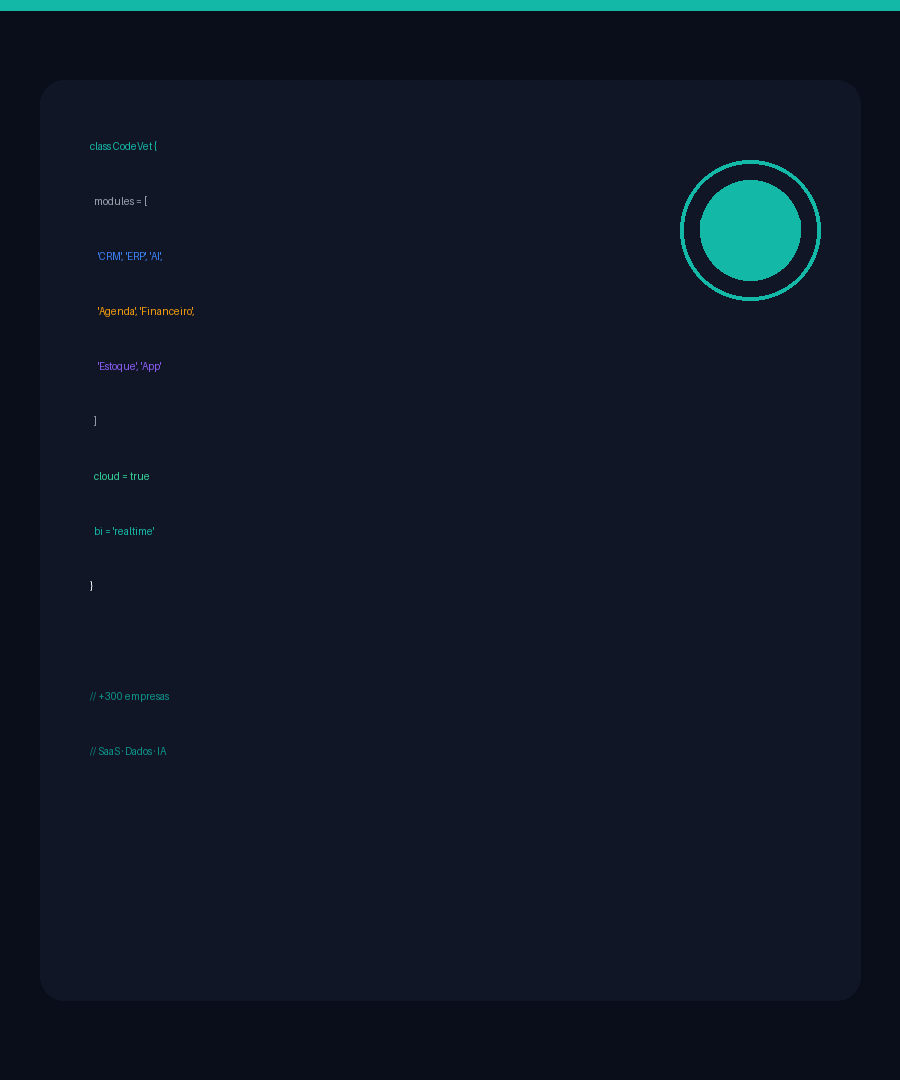 class CodeVet {
modules = [
'CRM', 'ERP', 'AI',
'Agenda', 'Financeiro',
'Estoque', 'App'
]
cloud = true
bi = 'realtime'
}
// +300 empresas
// SaaS · Dados · IA